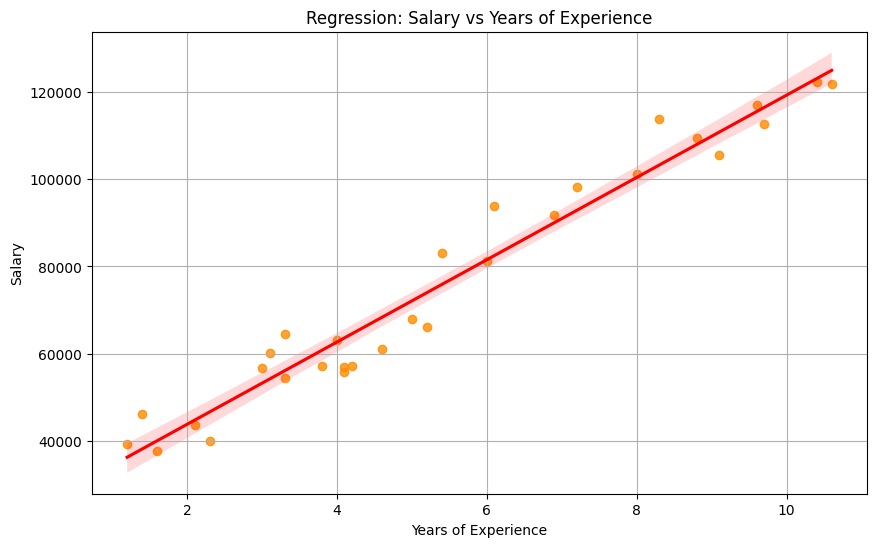 Regression: Salary vs Years of Experience
120000
100000
80000
60000
40000
Salary
2 4 6 8 10
Years of Experience